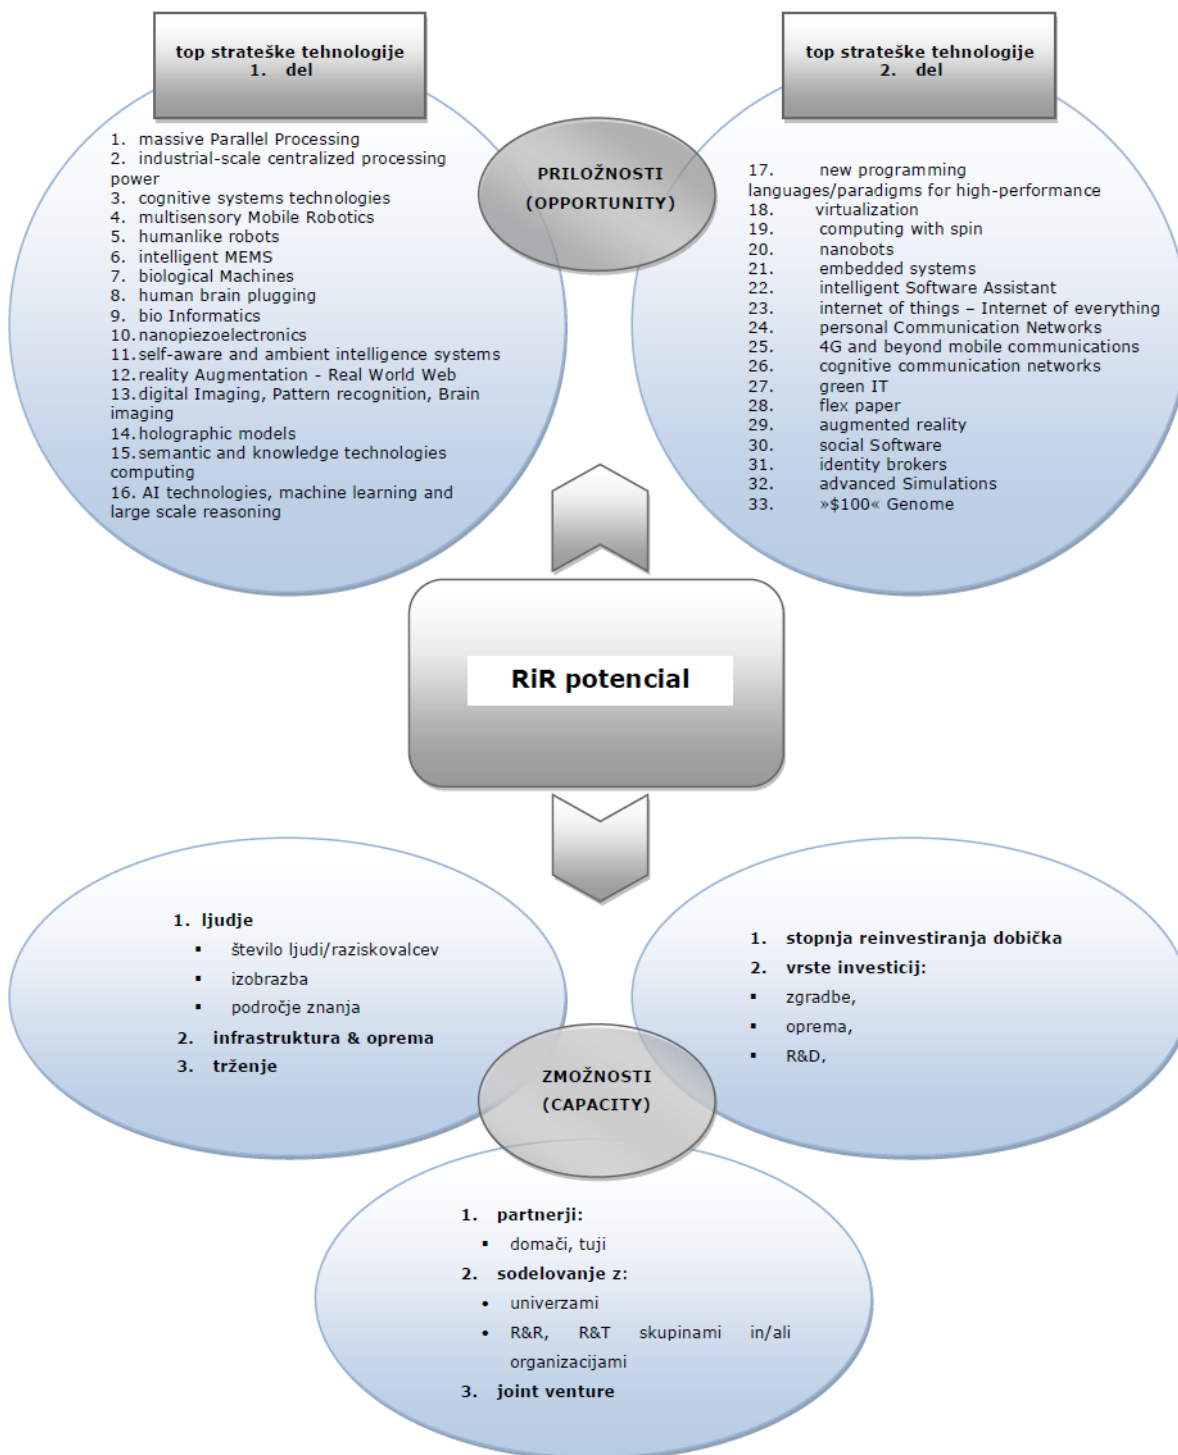 top strateške tehnologije
1. del
1. massive Parallel Processing
2. industrial-scale centralized processing
power
3. cognitive systems technologies
4. multisensory Mobile Robotics
5. humanlike robots
6. intelligent MEMS
7. biological Machines
8. human brain plugging
9. bio Informatics
10. nanopiezoelectronics
11. self-aware and ambient intelligence systems
12. reality Augmentation - Real World Web
13. digital Imaging, Pattern recognition, Brain
imaging
14. holographic models
15. semantic and knowledge technologies
computing
16. AI technologies, machine learning and
large scale reasoning
PRILOŽNOSTI
(OPPORTUNITY)
top strateške tehnologije
2. del
17. new programming
languages/paradigms for high-performance
18. virtualization
19. computing with spin
20. nanobots
21. embedded systems
22. intelligent Software Assistant
23. internet of things – Internet of everything
24. personal Communication Networks
25. 4G and beyond mobile communications
26. cognitive communication networks
27. green IT
28. flex paper
29. augmented reality
30. social Software
31. identity brokers
32. advanced Simulations
33. »$100« Genome
RiR potencial
1. ljudje
▪ število ljudi/raziskovalcev
▪ izobrazba
▪ področje znanja
2. infrastruktura & oprema
3. trženje
ZMOŽNOSTI
(CAPACITY)
1. stopnja reinvestiranja dobička
2. vrste investicij:
▪ zgradbe,
▪ oprema,
▪ R&D,
1. partnerji:
▪ domači, tuji
2. sodelovanje z:
• univerzami
• R&R, R&T skupinami in/ali
organizacijami
3. joint venture